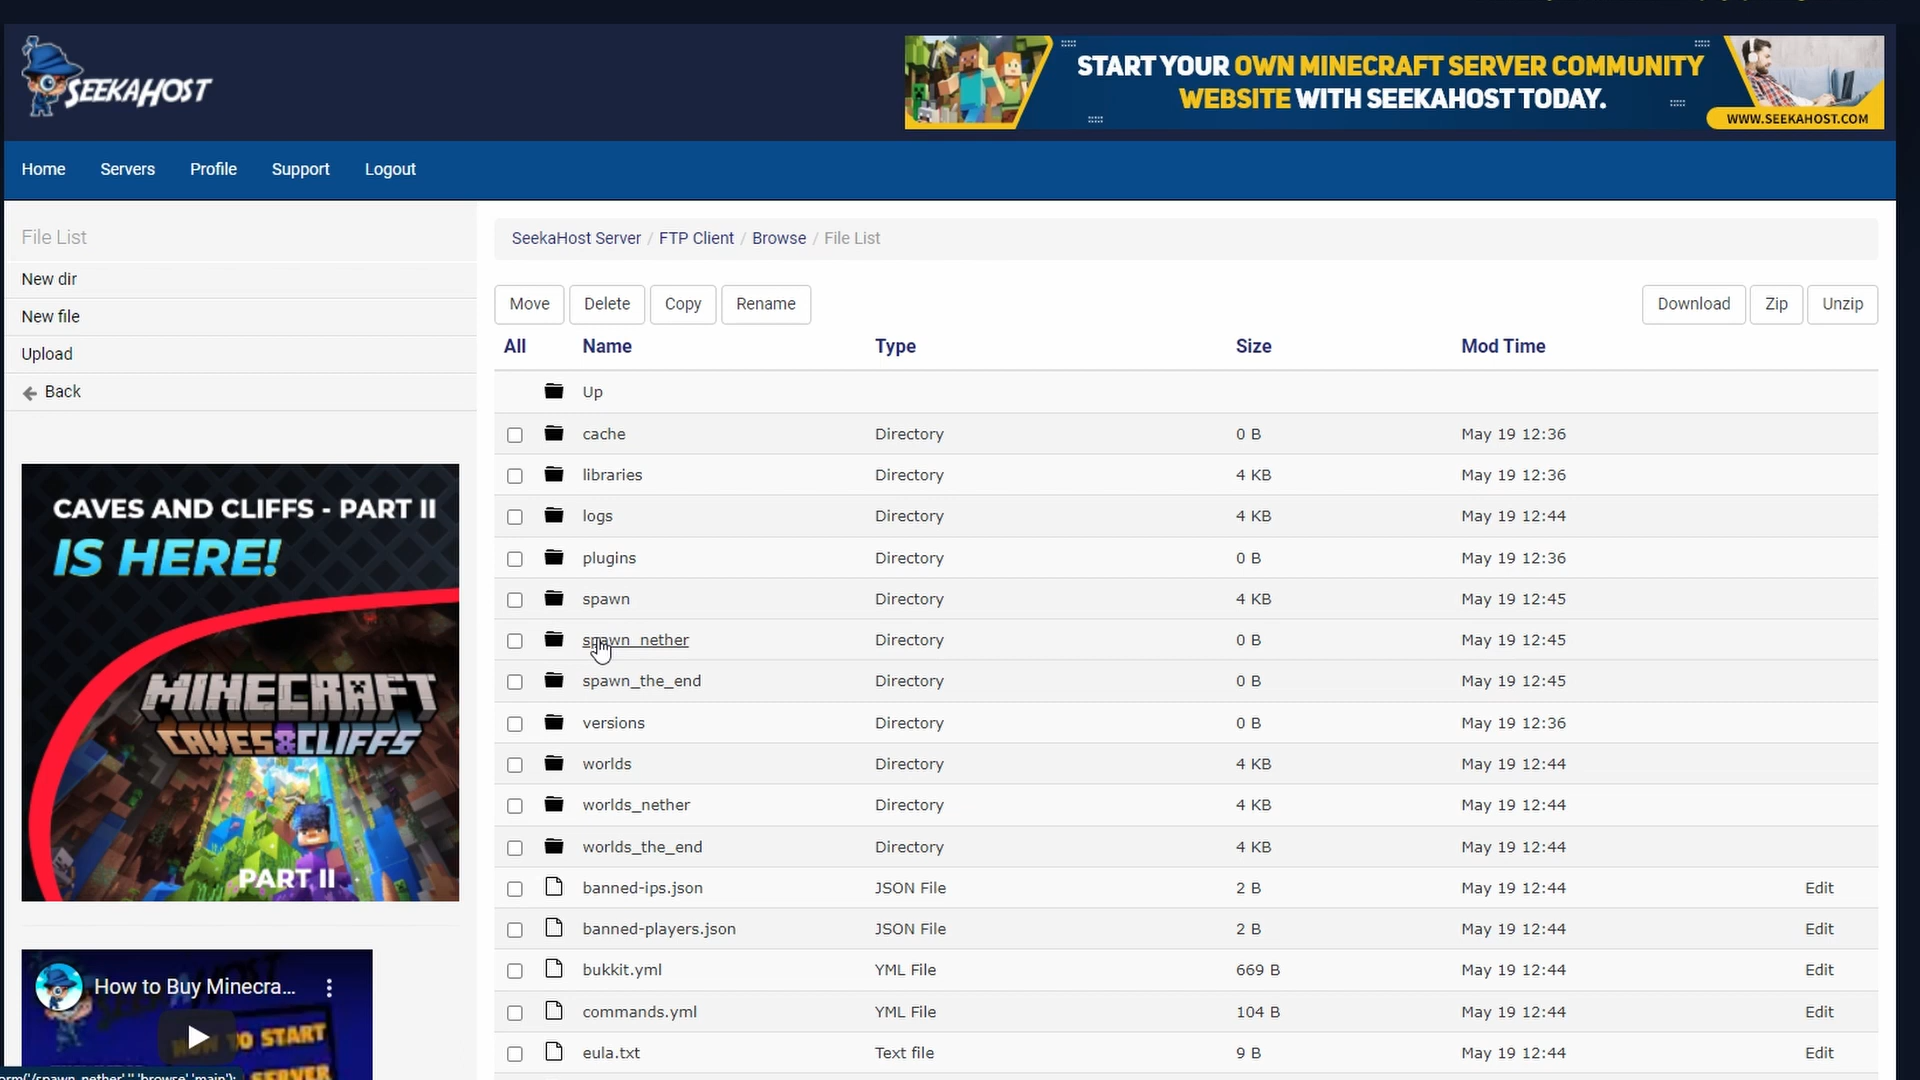 SEEKAHOST
START YOUR OWN MINECRAFT SERVER COMMUNITY
WEBSITE WITH SEEKAHOST TODAY.
WWW.SEEKAHOST.COM
Home Servers Profile Support Logout
File List
New dir
New file
Upload
Back
CAVES AND CLIFFS - PART II
IS HERE!
MINECRAFT
CAVES & CLIFFS
PART II
How to Buy Minecra...
HOW TO START
SERVER
SeekaHost Server / FTP Client / Browse / File List
Move Delete Copy Rename Download Zip Unzip
All Name Type Size Mod Time
Up
cache Directory 0 B May 19 12:36
libraries Directory 4 KB May 19 12:36
logs Directory 4 KB May 19 12:44
plugins Directory 0 B May 19 12:36
spawn Directory 4 KB May 19 12:45
spawn_nether Directory 0 B May 19 12:45
spawn_the_end Directory 0 B May 19 12:45
versions Directory 0 B May 19 12:36
worlds Directory 4 KB May 19 12:44
worlds_nether Directory 4 KB May 19 12:44
worlds_the_end Directory 4 KB May 19 12:44
banned-ips.json JSON File 2 B May 19 12:44 Edit
banned-players.json JSON File 2 B May 19 12:44 Edit
bukkit.yml YML File 669 B May 19 12:44 Edit
commands.yml YML File 104 B May 19 12:44 Edit
eula.txt Text file 9 B May 19 12:44 Edit